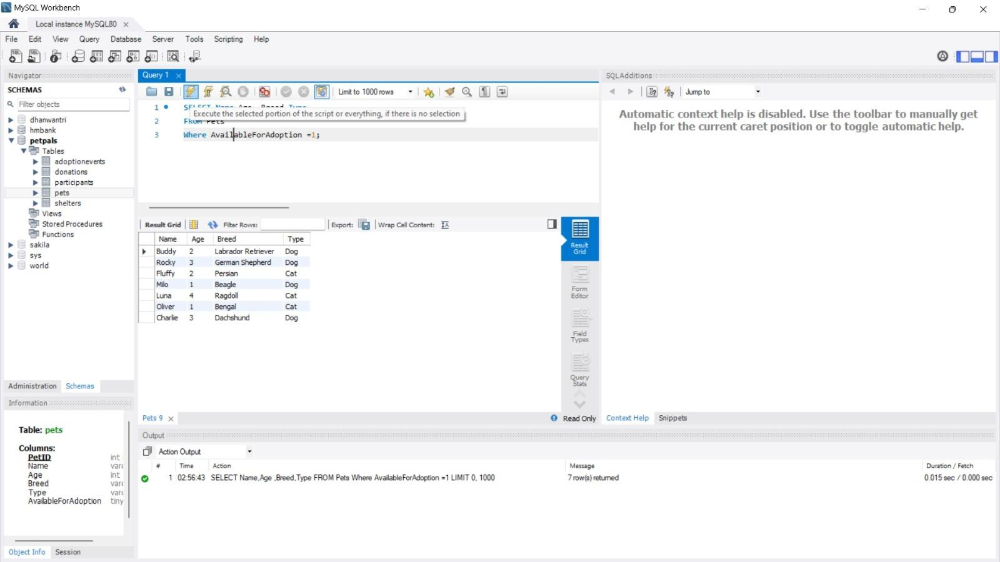 MySQL Workbench
Local instance MySQL80
File Edit View Query Database Server Tools Scripting Help
Navigator
SCHEMAS
Filter objects
dhanwantri
hmbank
petpals
Tables
adoptionevents
donations
participants
pets
shelters
Views
Stored Procedures
Functions
sakila
sys
world
Administration Schemas
Information
Table: pets
Columns:
PetID int
Name varc
Age int
Breed varc
Type varc
AvailableForAdoption tiny
Object Info Session
Query 1
Limit to 1000 rows
1 SELECT Name,Age ,Breed,Type
Execute the selected portion of the script or everything, if there is no selection
2 FROM Pets
3 Where AvailableForAdoption =1;
Result Grid Filter Rows: Export: Wrap Cell Content:
Name Age Breed Type
Buddy 2 Labrador Retriever Dog
Rocky 3 German Shepherd Dog
Fluffy 2 Persian Cat
Milo 1 Beagle Dog
Luna 4 Ragdoll Cat
Oliver 1 Bengal Cat
Charlie 3 Dachshund Dog
Result
Grid
Form
Editor
Field
Types
Query
Stats
Pets 9
Read Only
SQLAdditions
Jump to
Automatic context help is disabled. Use the toolbar to manually get
help for the current caret position or to toggle automatic help.
Context Help Snippets
Output
Action Output
# Time Action Message Duration / Fetch
1 02:56:43 SELECT Name,Age ,Breed,Type FROM Pets Where AvailableForAdoption =1 LIMIT 0, 1000 7 row(s) returned 0.015 sec / 0.000 sec